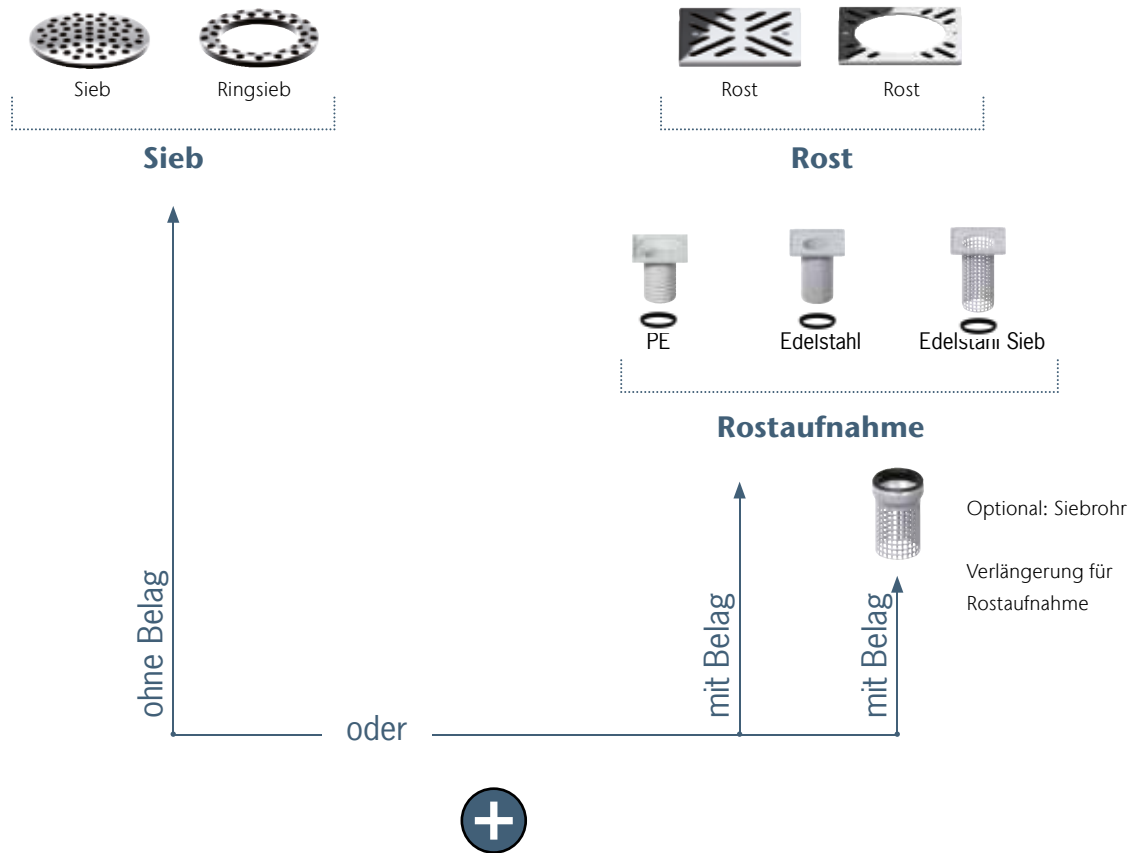 Sieb
Ringsieb
Rost
Rost
Sieb
Rost
PE
Edelstahl
Edelstahl Sieb
Rostaufnahme
Optional: Siebrohr
Verlängerung für
Rostaufnahme
ohne Belag
mit Belag
mit Belag
oder